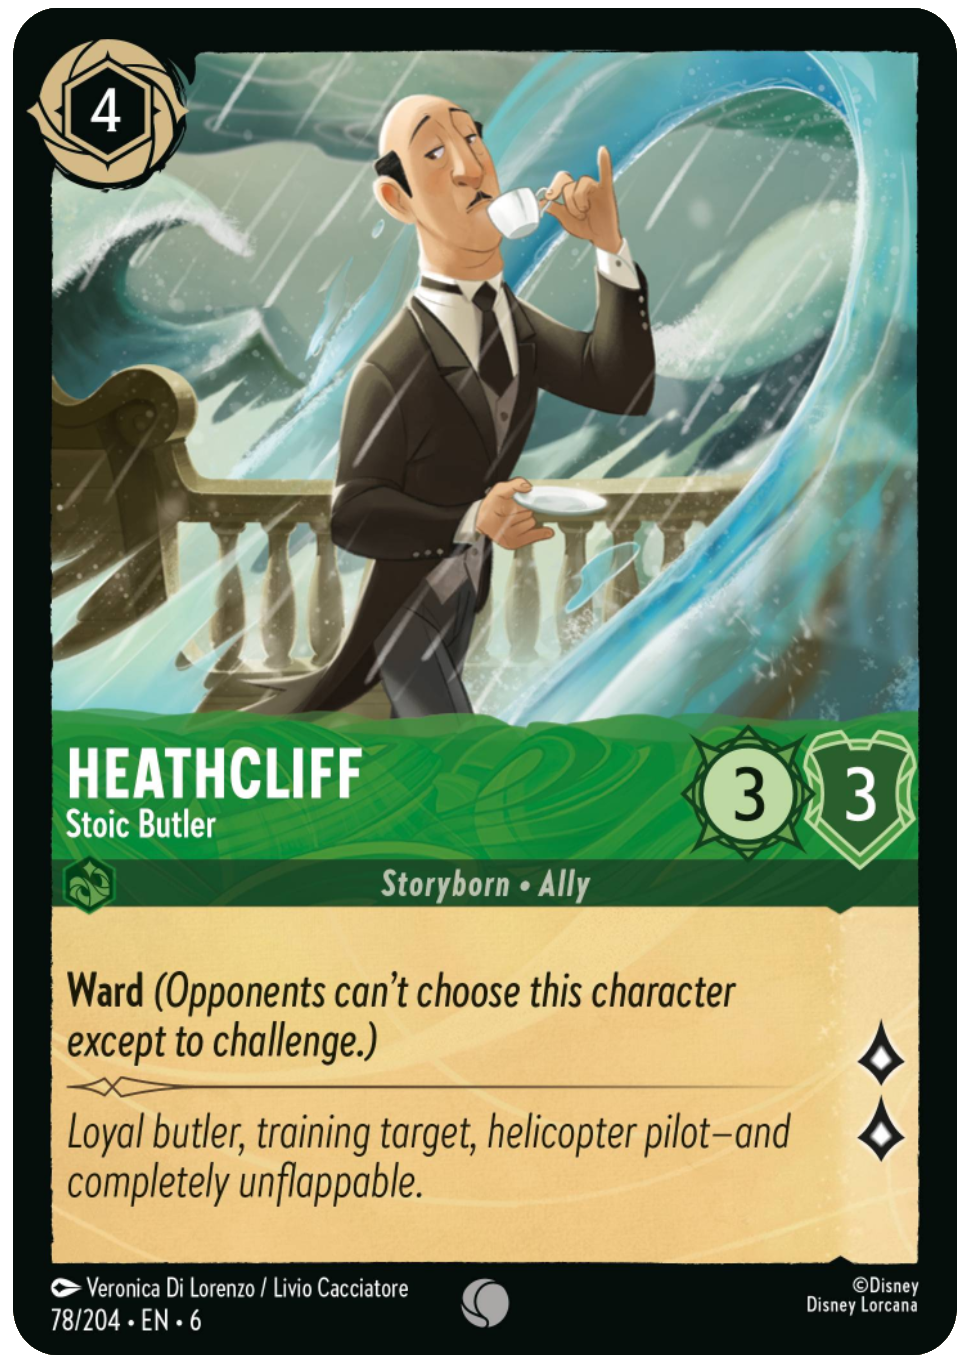 4
HEATHCLIFF
Stoic Butler
3
3
Storyborn • Ally
Ward (Opponents can't choose this character
except to challenge.)
Loyal butler, training target, helicopter pilot–and
completely unflappable.
Veronica Di Lorenzo / Livio Cacciatore
78/204 • EN • 6
©Disney
Disney Lorcana